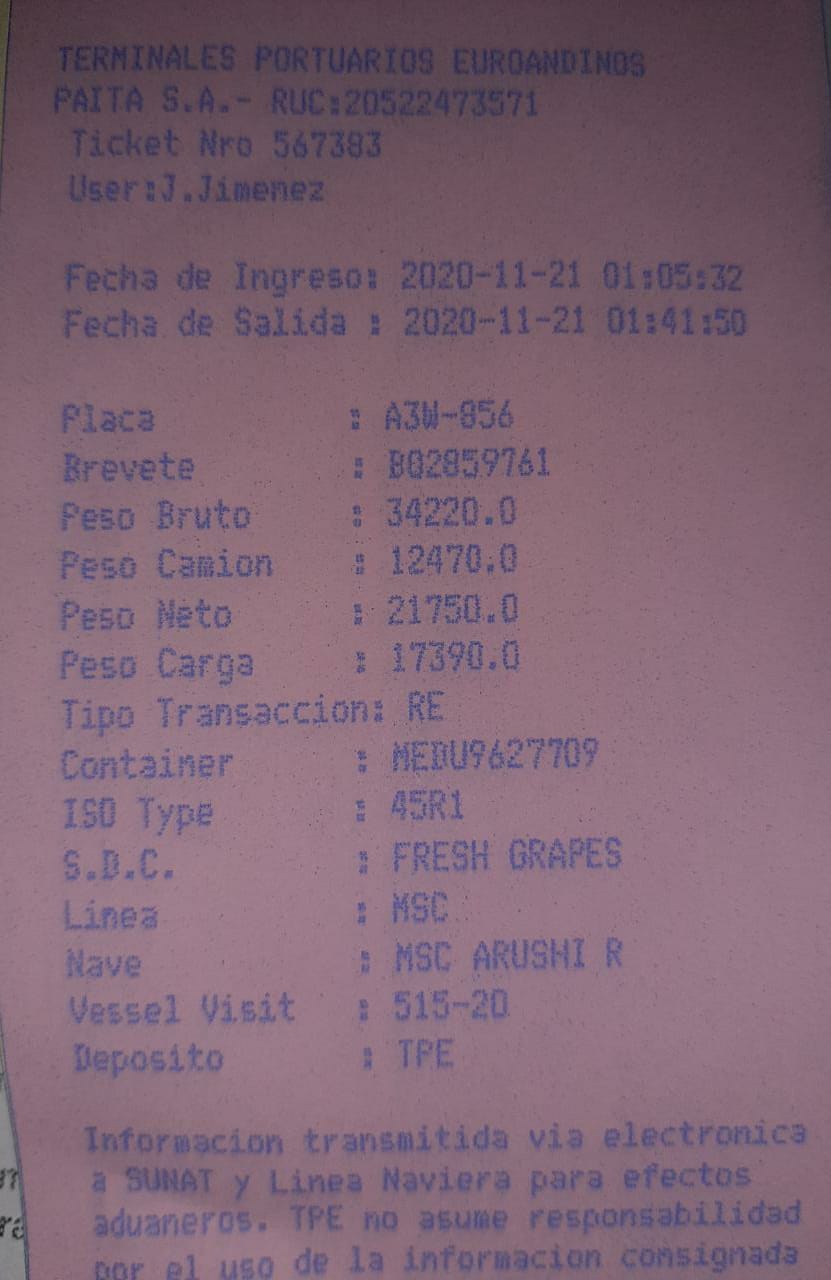 TERMINALES PORTUARIOS EUROANDINOS
PAITA S.A.- RUC:20522473571
Ticket Nro 567383
User:J.Jimenez
Fecha de Ingreso: 2020-11-21 01:05:32
Fecha de Salida : 2020-11-21 01:41:50
Placa : A3W-856
Brevete : B02859761
Peso Bruto : 34220.0
Peso Camion : 12470.0
Peso Neto : 21750.0
Peso Carga : 17390.0
Tipo Transaccion: RE
Container : MEDU9627709
ISO Type : 45R1
S.D.C. : FRESH GRAPES
Linea : MSC
Nave : MSC ARUSHI R
Vessel Visit : 515-20
Deposito : TPE
Informacion transmitida via electronica
a SUNAT y Linea Naviera para efectos
aduaneros. TPE no asume responsabilidad
por el uso de la informacion consignada